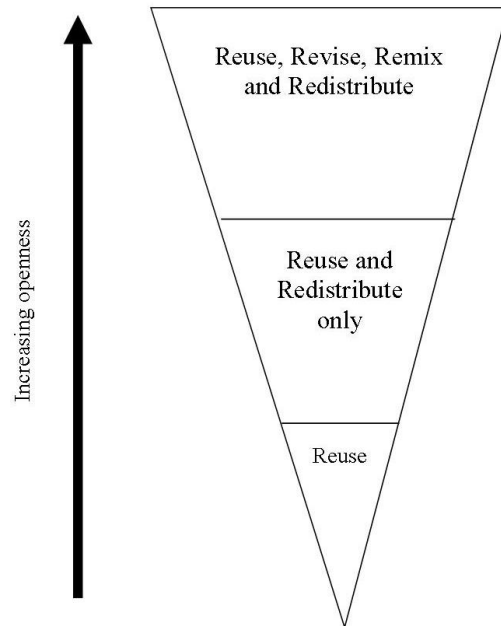 Reuse, Revise, Remix
and Redistribute
Reuse and
Redistribute
only
Reuse
Increasing openness